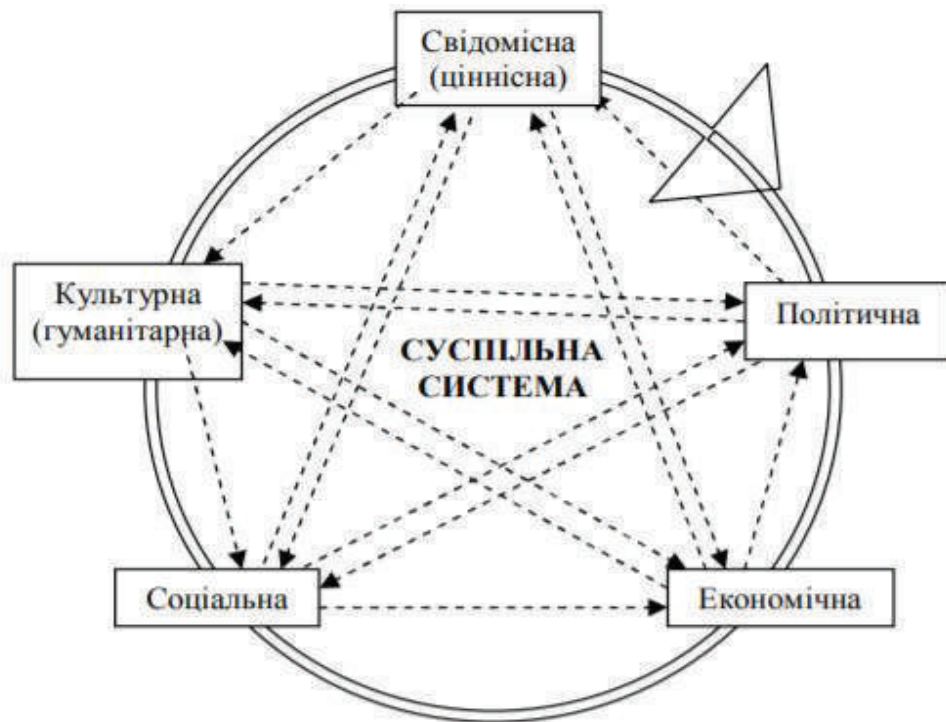 Свідомісна
(ціннісна)
Культурна
(гуманітарна)
Політична
СУСПІЛЬНА
СИСТЕМА
Соціальна
Економічна